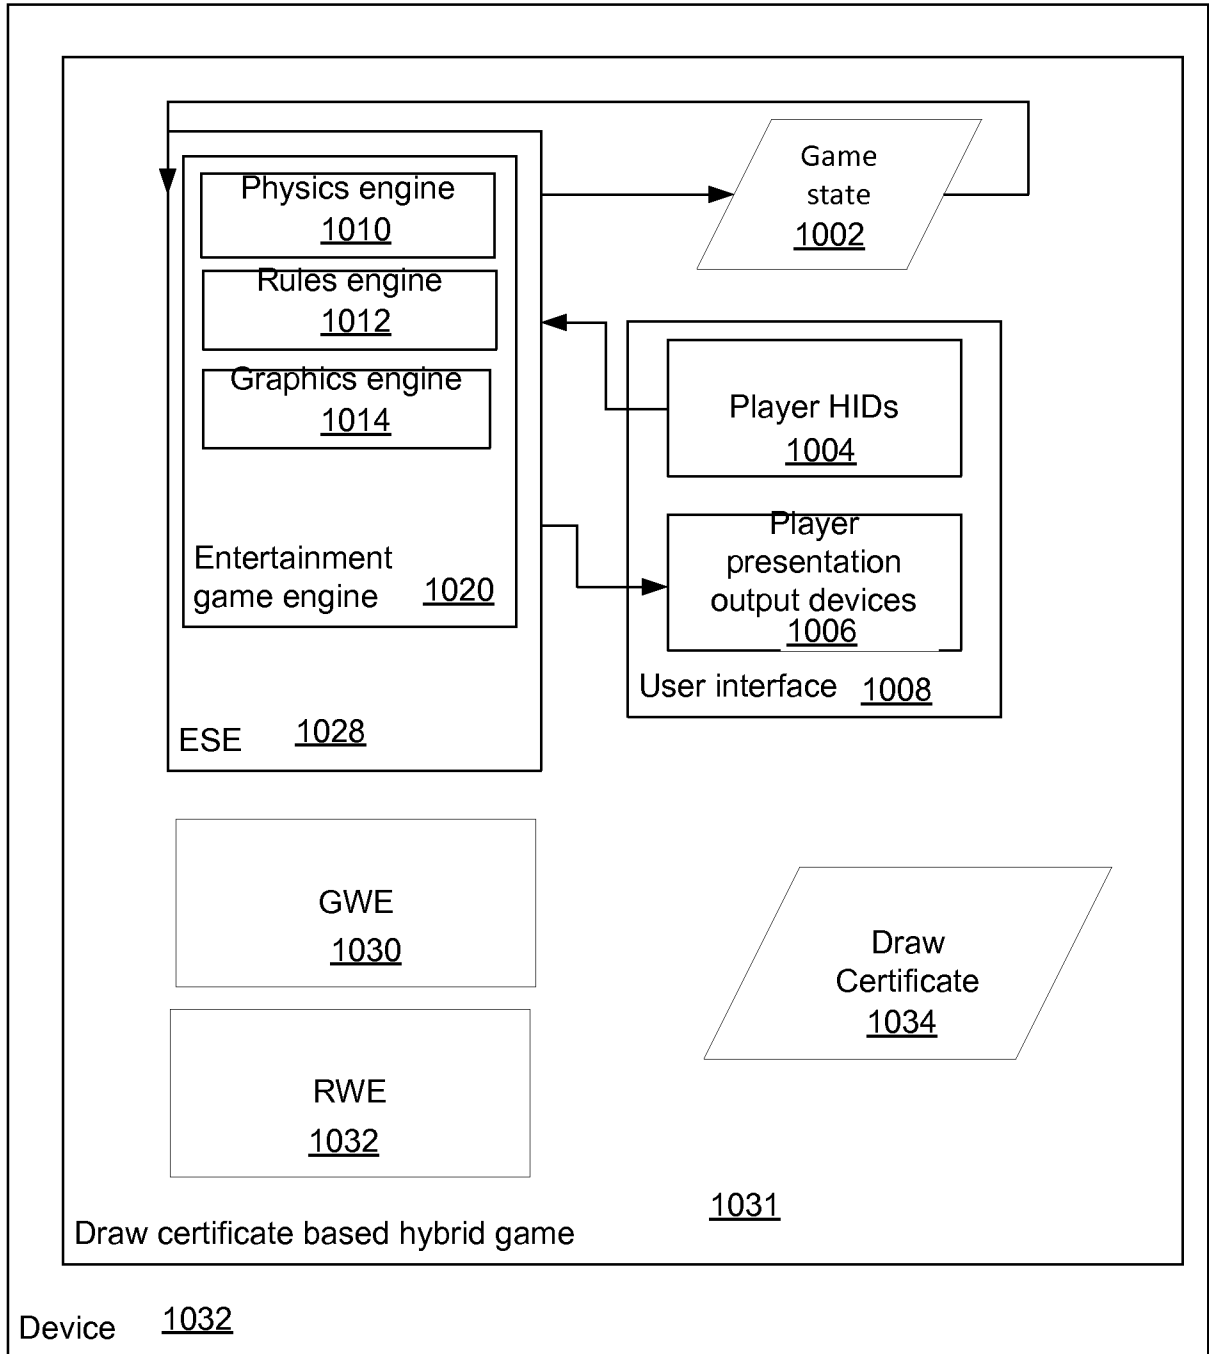 Physics engine
1010
Rules engine
1012
Graphics engine
1014
Entertainment
game engine
1020
ESE
1028
Game
state
1002
Player HIDs
1004
Player
presentation
output devices
1006
User interface
1008
GWE
1030
RWE
1032
Draw
Certificate
1034
1031
Draw certificate based hybrid game
Device
1032